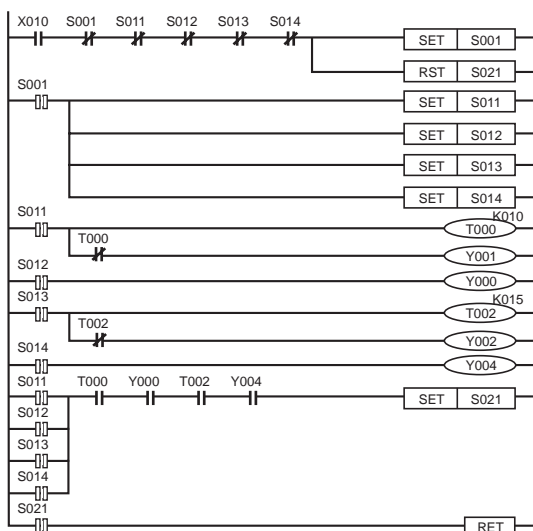 X010 S001 S011 S012 S013 S014
SET S001
RST S021
S001
SET S011
SET S012
SET S013
SET S014
S011 K010
T000
T000
Y001
S012
Y000
S013 K015
T002
T002
Y002
S014
Y004
S011 T000 Y000 T002 Y004
SET S021
S012
S013
S014
S021
RET